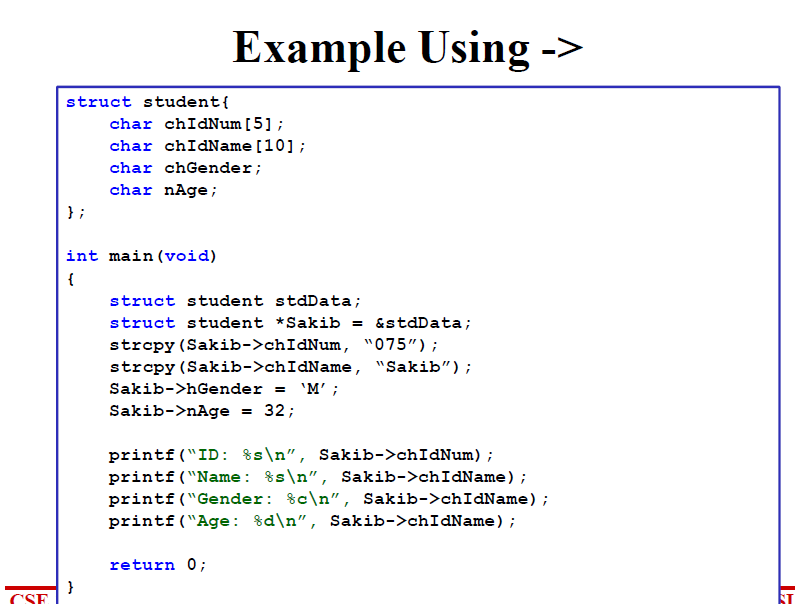 Example Using ->
struct student{
    char chIdNum[5];
    char chIdName[10];
    char chGender;
    char nAge;
};

int main(void)
{
    struct student stdData;
    struct student *Sakib = &stdData;
    strcpy(Sakib->chIdNum, “075”);
    strcpy(Sakib->chIdName, “Sakib”);
    Sakib->hGender = ‘M’;
    Sakib->nAge = 32;

    printf(“ID: %s\n”, Sakib->chIdNum);
    printf(“Name: %s\n”, Sakib->chIdName);
    printf(“Gender: %c\n”, Sakib->chIdName);
    printf(“Age: %d\n”, Sakib->chIdName);

    return 0;
}
CSE